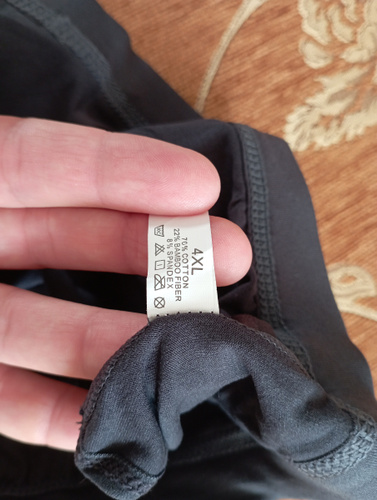 4XL
70% COTTON
22% BAMBOO FIBER
8% SPANDEX